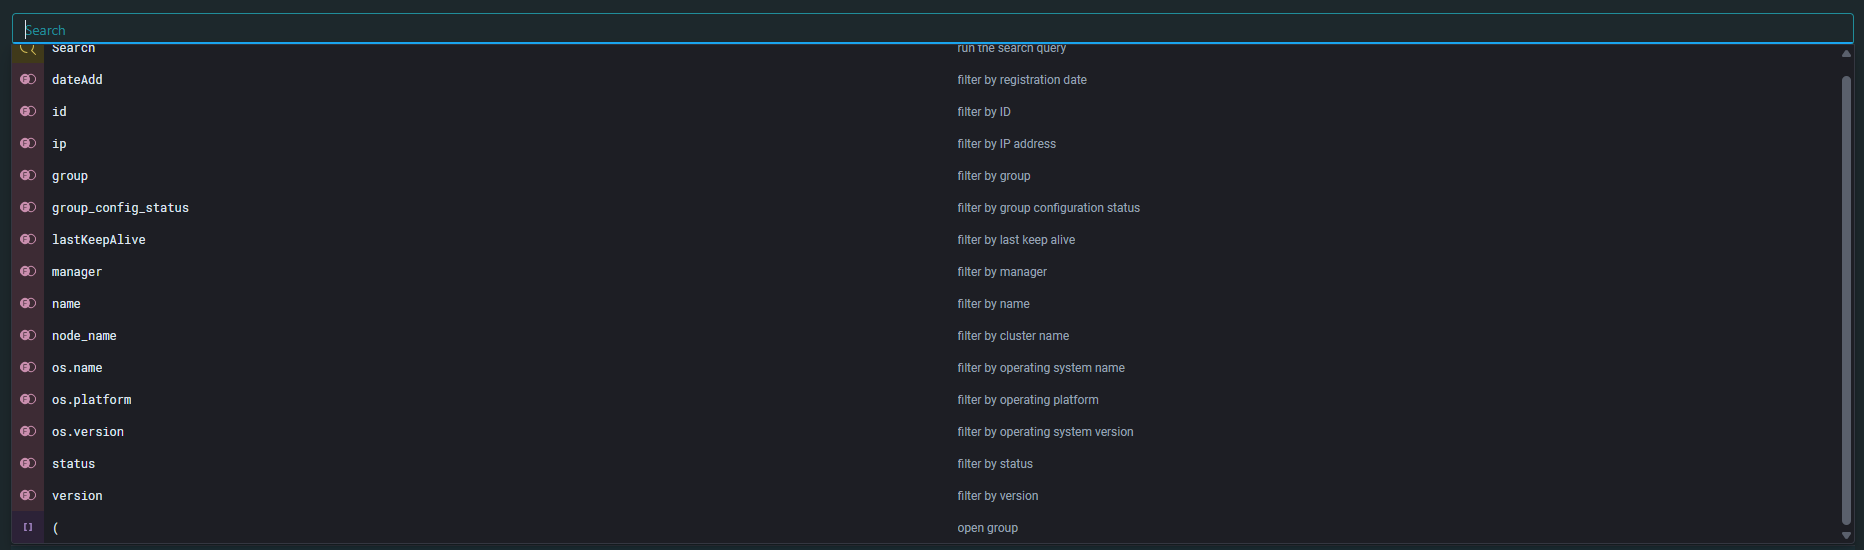 Search
Search run the search query
dateAdd filter by registration date
id filter by ID
ip filter by IP address
group filter by group
group_config_status filter by group configuration status
lastKeepAlive filter by last keep alive
manager filter by manager
name filter by name
node_name filter by cluster name
os.name filter by operating system name
os.platform filter by operating platform
os.version filter by operating system version
status filter by status
version filter by version
[] ( open group